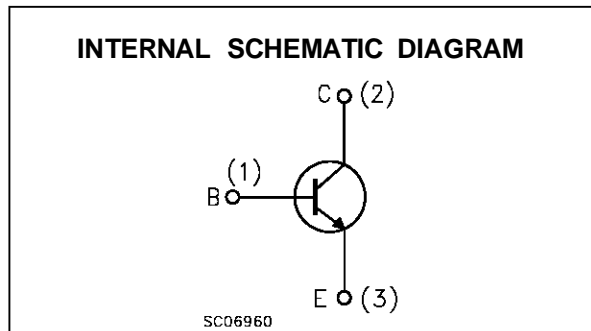 INTERNAL SCHEMATIC DIAGRAM
C (2)
(1)
B
E (3)
SC06960